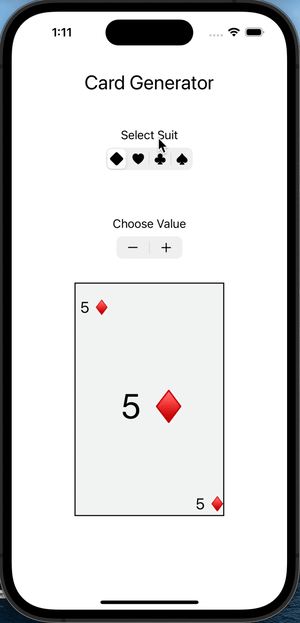 1:11
Card Generator
Select Suit
♦ ♥ ♣ ♠
Choose Value
− +
5 ♦
5 ♦
5 ♦